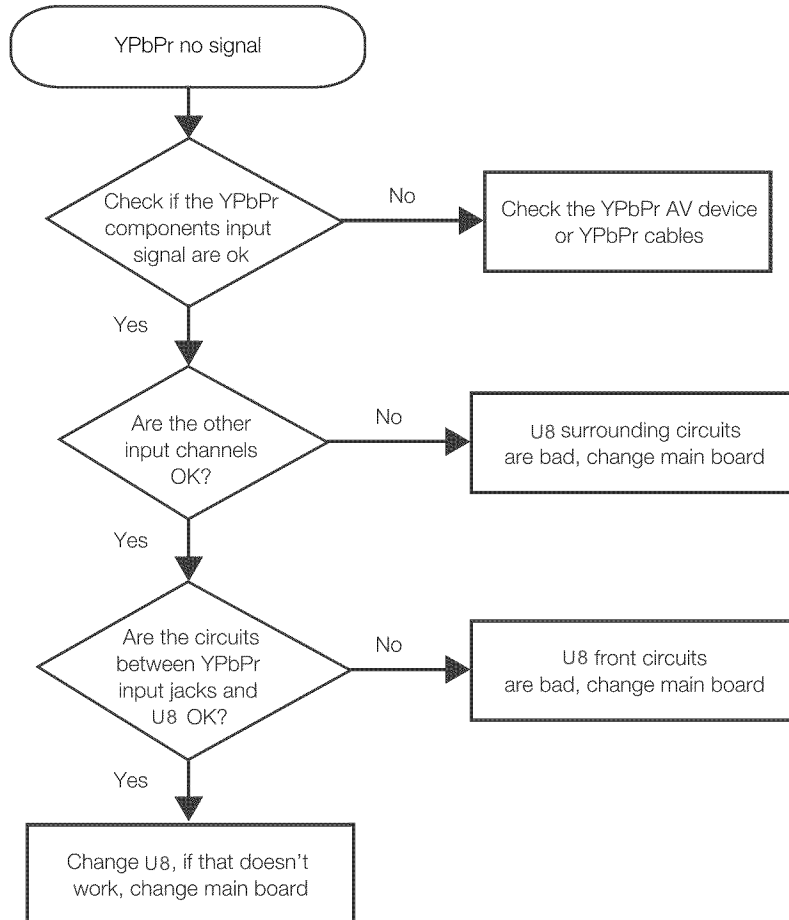 YPbPr no signal
Check if the YPbPr
components input
signal are ok
No
Check the YPbPr AV device
or YPbPr cables
Yes
Are the other
input channels
OK?
No
U8 surrounding circuits
are bad, change main board
Yes
Are the circuits
between YPbPr
input jacks and
U8 OK?
No
U8 front circuits
are bad, change main board
Yes
Change U8, if that doesn't
work, change main board